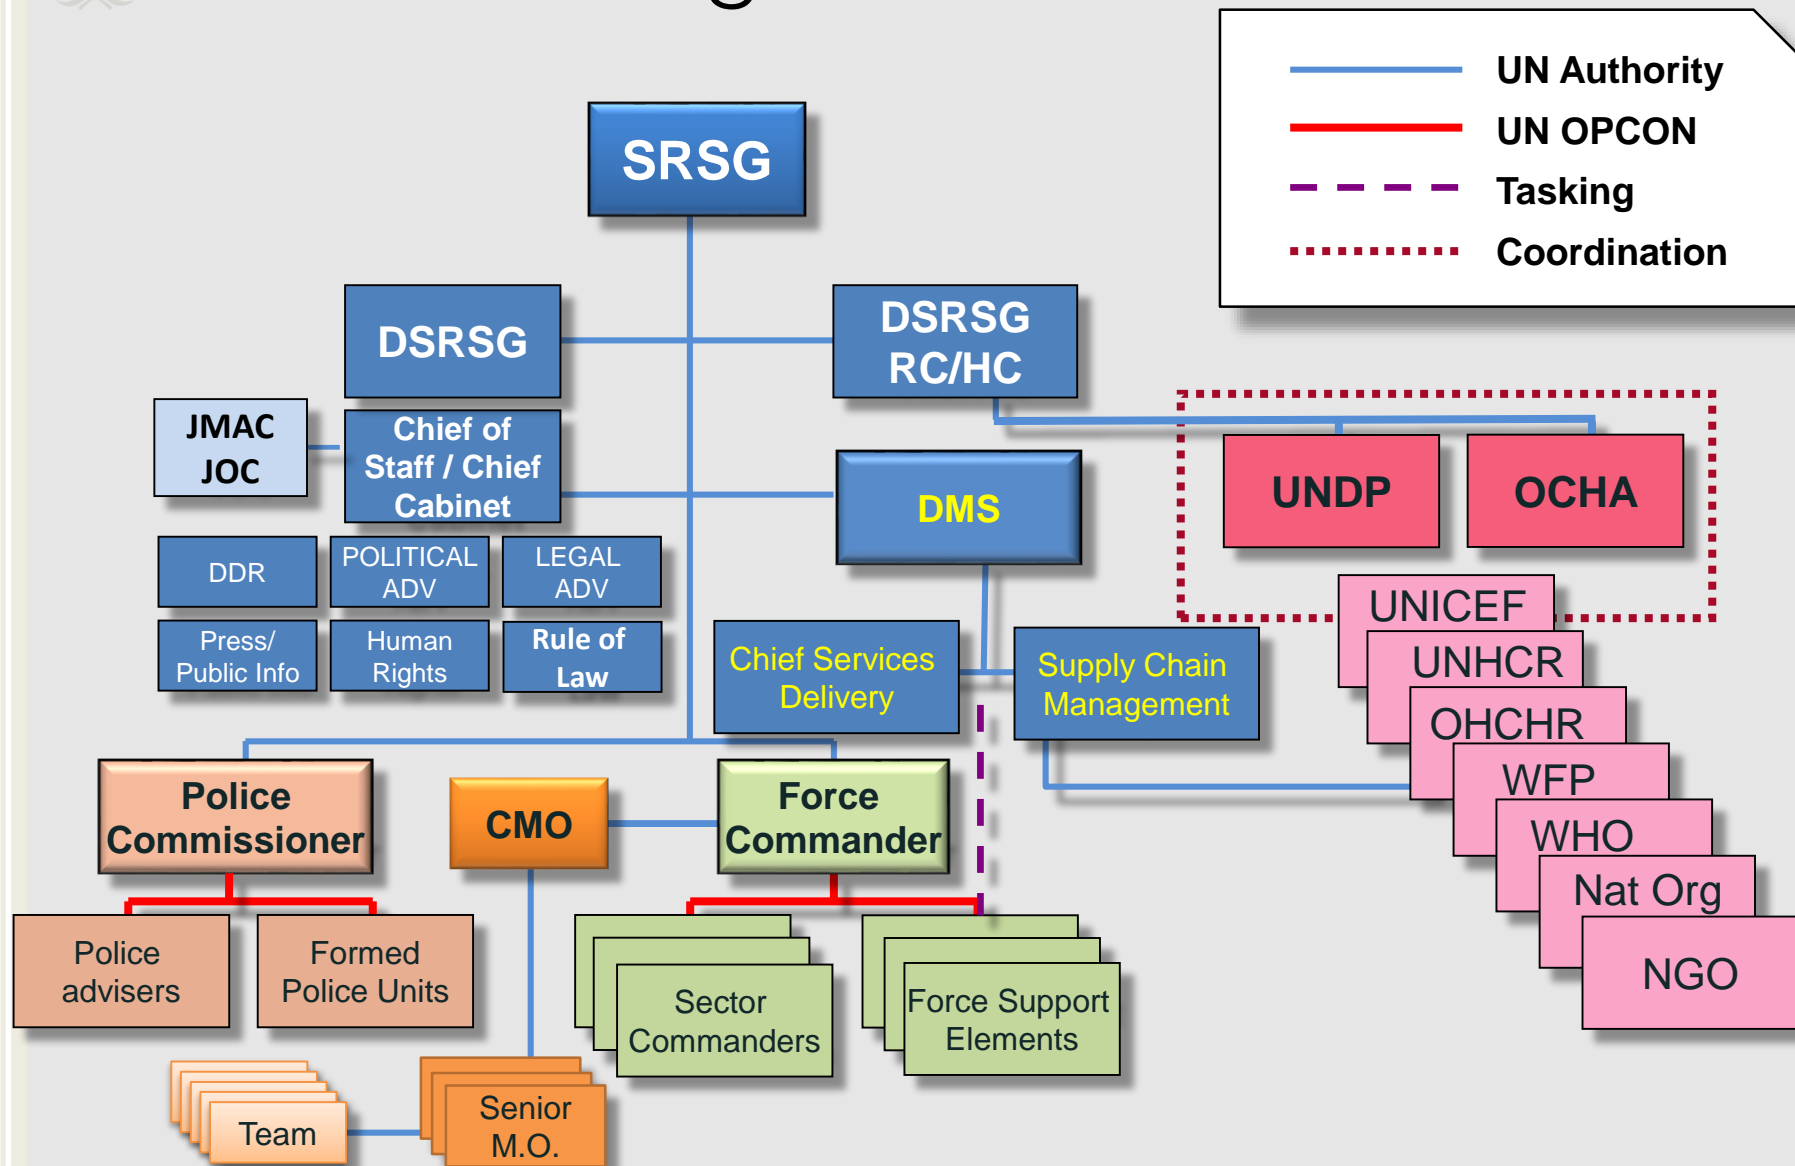 UN Authority
UN OPCON
Tasking
Coordination
SRSG
DSRSG
DSRSG
RC/HC
JMAC
JOC
Chief of
Staff / Chief
Cabinet
DMS
UNDP
OCHA
DDR
POLITICAL
ADV
LEGAL
ADV
Press/
Public Info
Human
Rights
Rule of
Law
Chief Services
Delivery
Supply Chain
Management
UNICEF
UNHCR
OHCHR
WFP
WHO
Nat Org
NGO
Police
Commissioner
CMO
Force
Commander
Police
advisers
Formed
Police Units
Sector
Commanders
Force Support
Elements
Team
Senior
M.O.